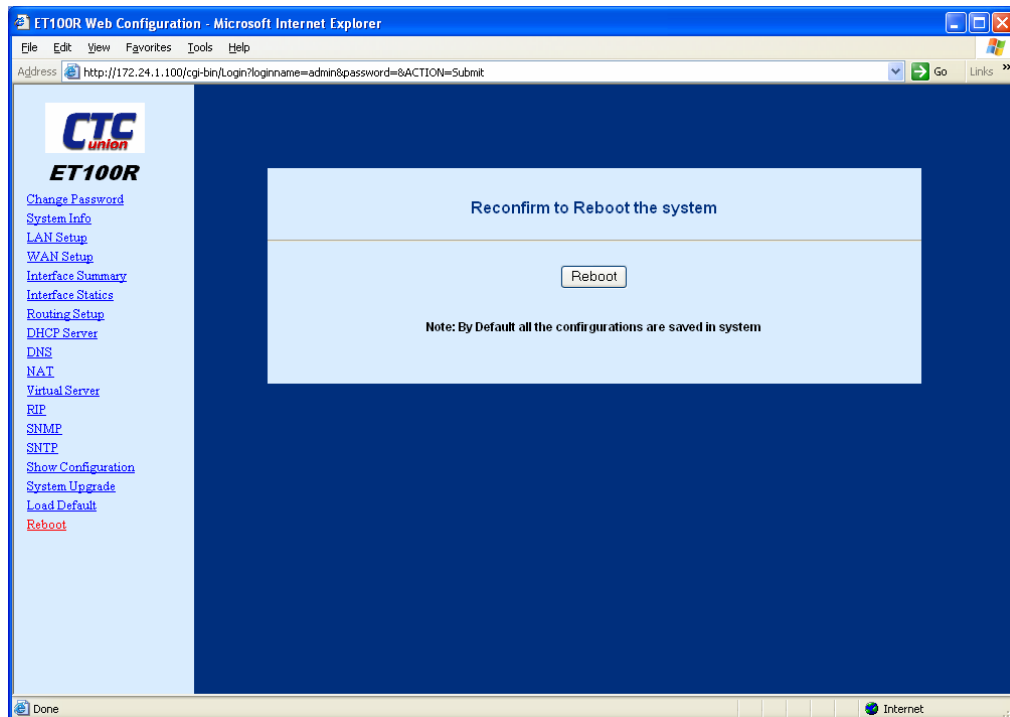 ET100R Web Configuration - Microsoft Internet Explorer
File Edit View Favorites Tools Help
Address http://172.24.1.100/cgi-bin/Login?loginname=admin&password=&ACTION=Submit Go Links »
CTC
union
ET100R
Change Password
System Info
LAN Setup
WAN Setup
Interface Summary
Interface Statics
Routing Setup
DHCP Server
DNS
NAT
Virtual Server
RIP
SNMP
SNTP
Show Configuration
System Upgrade
Load Default
Reboot
Reconfirm to Reboot the system
Reboot
Note: By Default all the confirgurations are saved in system
Done Internet